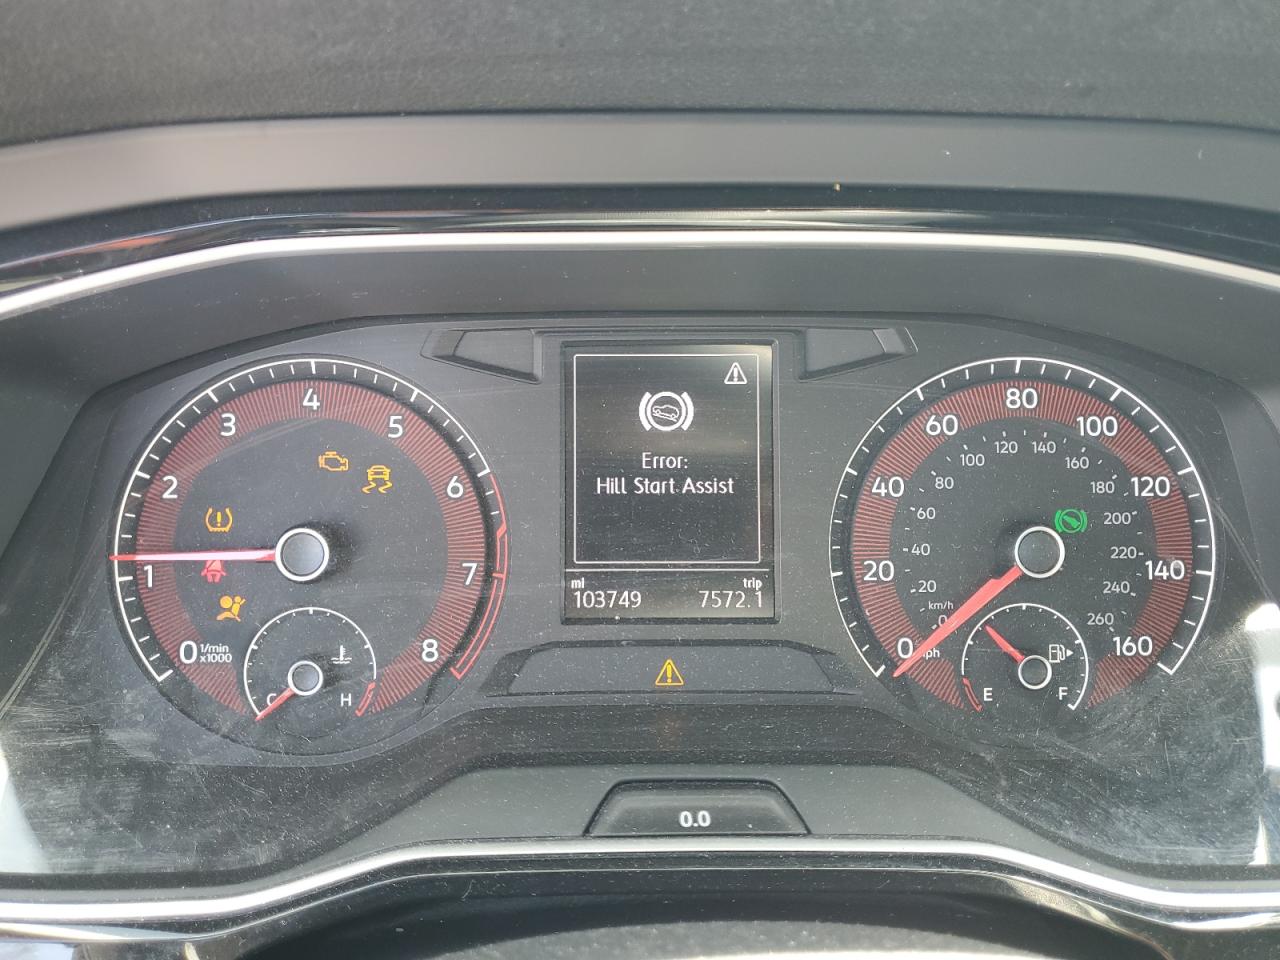 0 1 2 3 4 5 6 7 8
1/min
x1000
C H
Error:
Hill Start Assist
mi trip
103749 7572.1
0 20 40 60 80 100 120 140 160
mph
km/h
0 20 40 60 80 100 120 140 160 180 200 220 240 260
E F
0.0